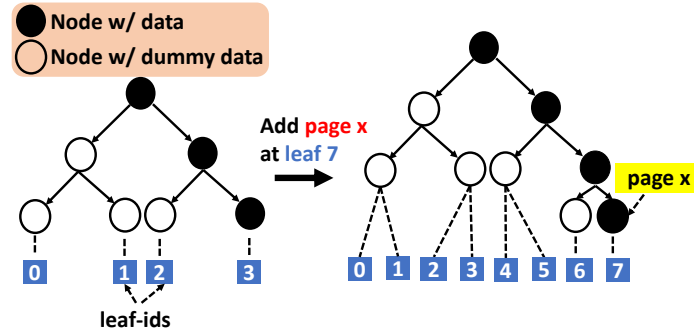 Node w/ data
Node w/ dummy data
Add page x
at leaf 7
page x
0 1 2 3
0 1 2 3 4 5 6 7
leaf-ids